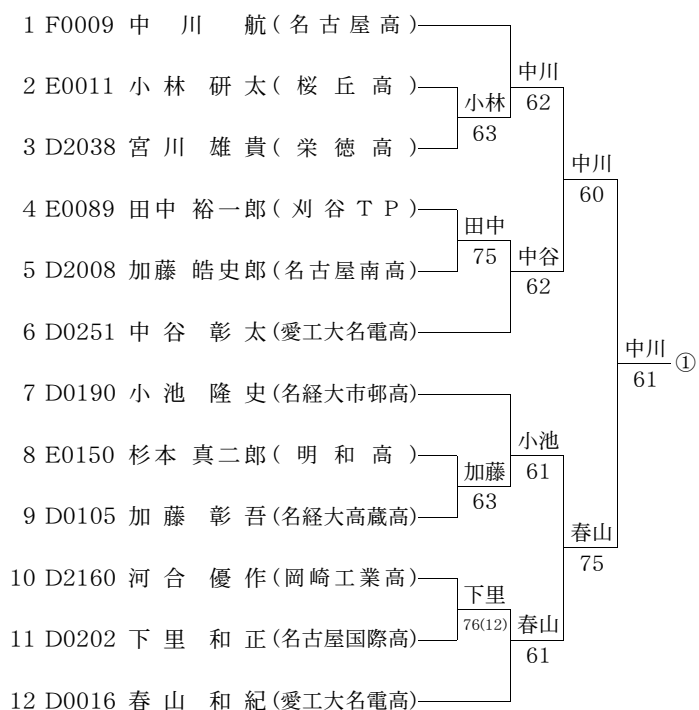 1 F0009 中川 航(名古屋高)
中川
2 E0011 小林 研太(桜丘高)
小林
62
63
3 D2038 宮川 雄貴(栄徳高)
中川
60
4 E0089 田中 裕一郎(刈谷TP)
田中
75
中谷
5 D2008 加藤 皓史郎(名古屋南高)
62
6 D0251 中谷 彰太(愛工大名電高)
中川
①
61
7 D0190 小池 隆史(名経大市邨高)
小池
8 E0150 杉本 真二郎(明和高)
加藤
61
63
9 D0105 加藤 彰吾(名経大高蔵高)
春山
75
10 D2160 河合 優作(岡崎工業高)
下里
76(12)
春山
11 D0202 下里 和正(名古屋国際高)
61
12 D0016 春山 和紀(愛工大名電高)